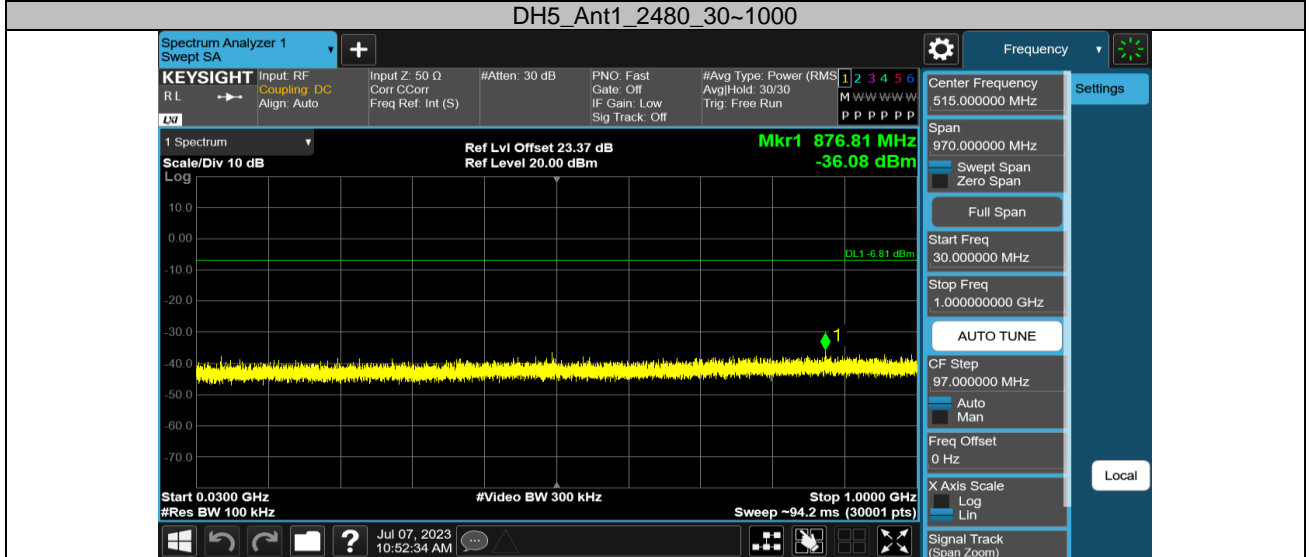 DH5_Ant1_2480_30~1000
Spectrum Analyzer 1
Swept SA
Frequency
KEYSIGHT
RL
LXI
Input: RF
Coupling: DC
Align: Auto
Input Z: 50 Ω
Corr CCorr
Freq Ref: Int (S)
#Atten: 30 dB
PNO: Fast
Gate: Off
IF Gain: Low
Sig Track: Off
#Avg Type: Power (RMS
Avg|Hold: 30/30
Trig: Free Run
1 2 3 4 5 6
M W W W W W
P P P P P P
1 Spectrum
Scale/Div 10 dB
Log
Ref Lvl Offset 23.37 dB
Ref Level 20.00 dBm
Mkr1 876.81 MHz
-36.08 dBm
10.0
0.00
DL1 -6.81 dBm
-10.0
-20.0
-30.0
1
-40.0
-50.0
-60.0
-70.0
Start 0.0300 GHz
#Video BW 300 kHz
Stop 1.0000 GHz
#Res BW 100 kHz
Sweep ~94.2 ms (30001 pts)
Jul 07, 2023
10:52:34 AM
Center Frequency
515.000000 MHz
Span
970.000000 MHz
Swept Span
Zero Span
Full Span
Start Freq
30.000000 MHz
Stop Freq
1.000000000 GHz
AUTO TUNE
CF Step
97.000000 MHz
Auto
Man
Freq Offset
0 Hz
X Axis Scale
Log
Lin
Signal Track
(Span Zoom)
Settings
Local